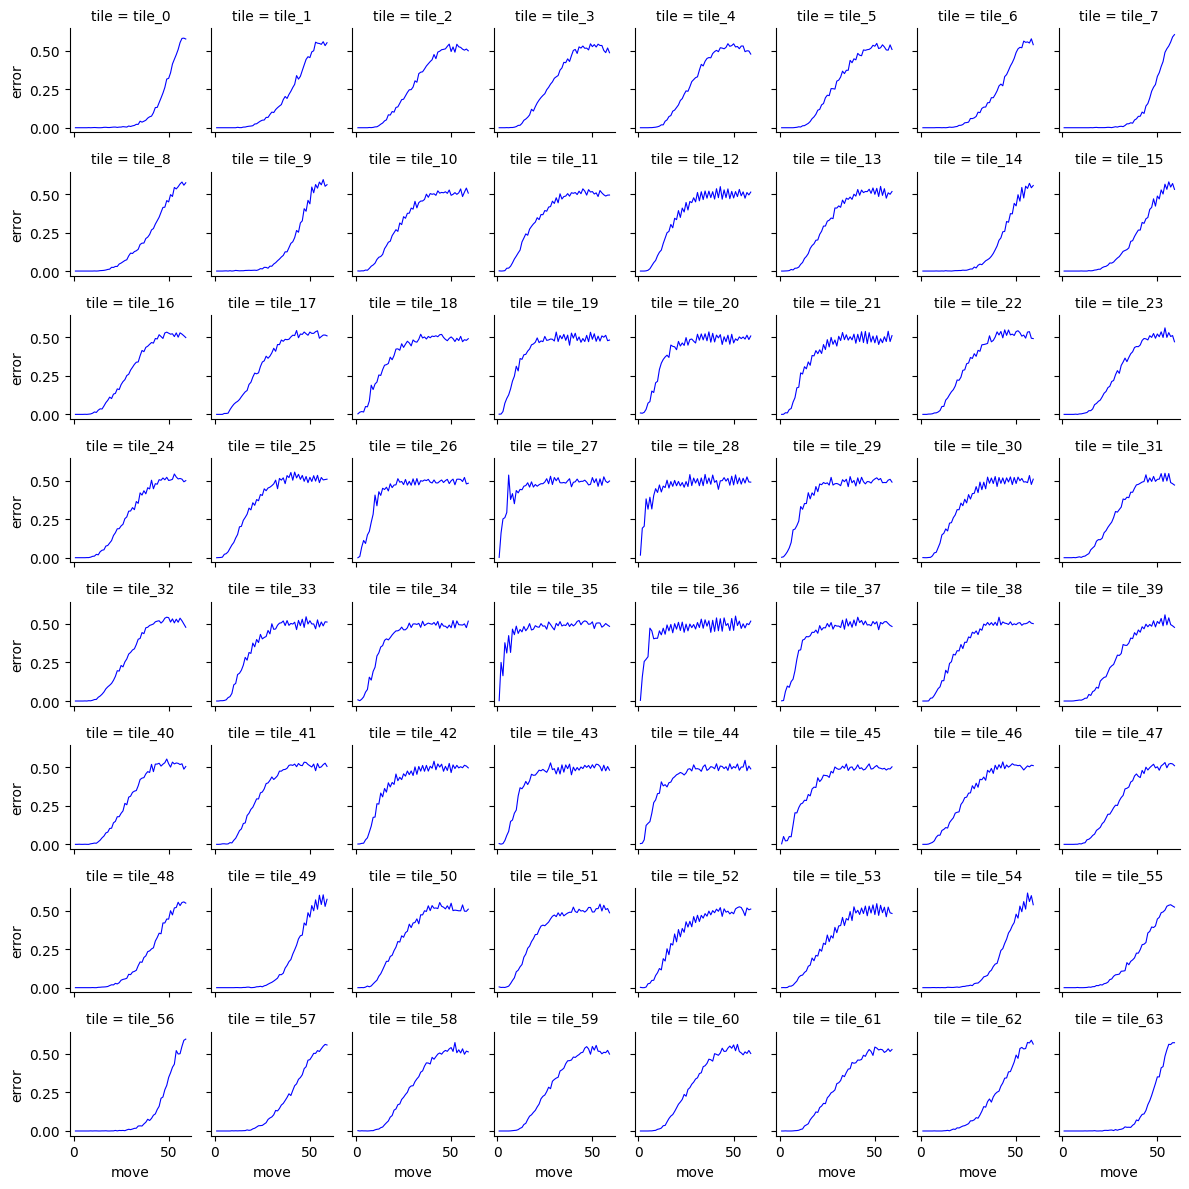 tile = tile_0 tile = tile_1 tile = tile_2 tile = tile_3 tile = tile_4 tile = tile_5 tile = tile_6 tile = tile_7
0.50
0.25
0.00
error
tile = tile_8 tile = tile_9 tile = tile_10 tile = tile_11 tile = tile_12 tile = tile_13 tile = tile_14 tile = tile_15
0.50
0.25
0.00
error
tile = tile_16 tile = tile_17 tile = tile_18 tile = tile_19 tile = tile_20 tile = tile_21 tile = tile_22 tile = tile_23
0.50
0.25
0.00
error
tile = tile_24 tile = tile_25 tile = tile_26 tile = tile_27 tile = tile_28 tile = tile_29 tile = tile_30 tile = tile_31
0.50
0.25
0.00
error
tile = tile_32 tile = tile_33 tile = tile_34 tile = tile_35 tile = tile_36 tile = tile_37 tile = tile_38 tile = tile_39
0.50
0.25
0.00
error
tile = tile_40 tile = tile_41 tile = tile_42 tile = tile_43 tile = tile_44 tile = tile_45 tile = tile_46 tile = tile_47
0.50
0.25
0.00
error
tile = tile_48 tile = tile_49 tile = tile_50 tile = tile_51 tile = tile_52 tile = tile_53 tile = tile_54 tile = tile_55
0.50
0.25
0.00
error
tile = tile_56 tile = tile_57 tile = tile_58 tile = tile_59 tile = tile_60 tile = tile_61 tile = tile_62 tile = tile_63
0.50
0.25
0.00
error
0 50 0 50 0 50 0 50 0 50 0 50 0 50 0 50
move move move move move move move move